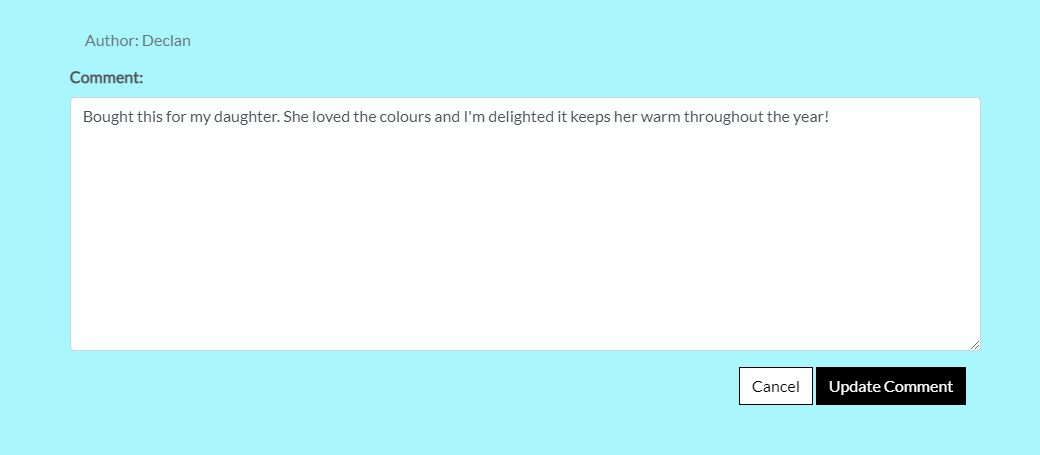 Author: Declan
Comment:
Bought this for my daughter. She loved the colours and I'm delighted it keeps her warm throughout the year!
Cancel
Update Comment